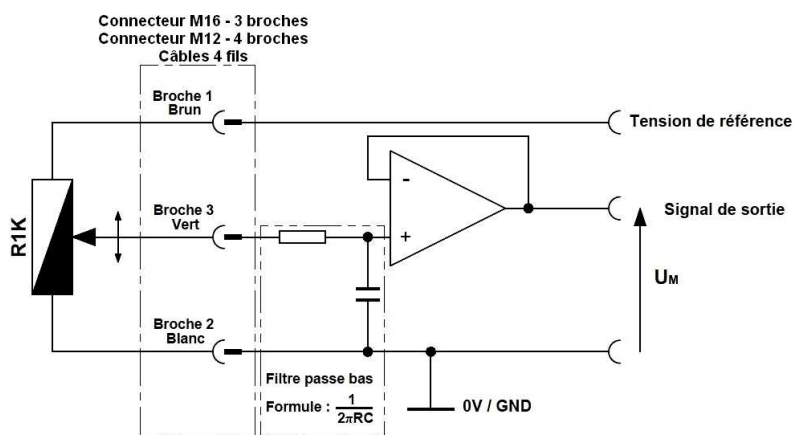 Connecteur M16 - 3 broches
Connecteur M12 - 4 broches
Câbles 4 fils
Broche 1
Brun
Tension de référence
-
R1K
Broche 3
Vert
+
Signal de sortie
UM
Broche 2
Blanc
Filtre passe bas
Formule : 1
2πRC
0V / GND